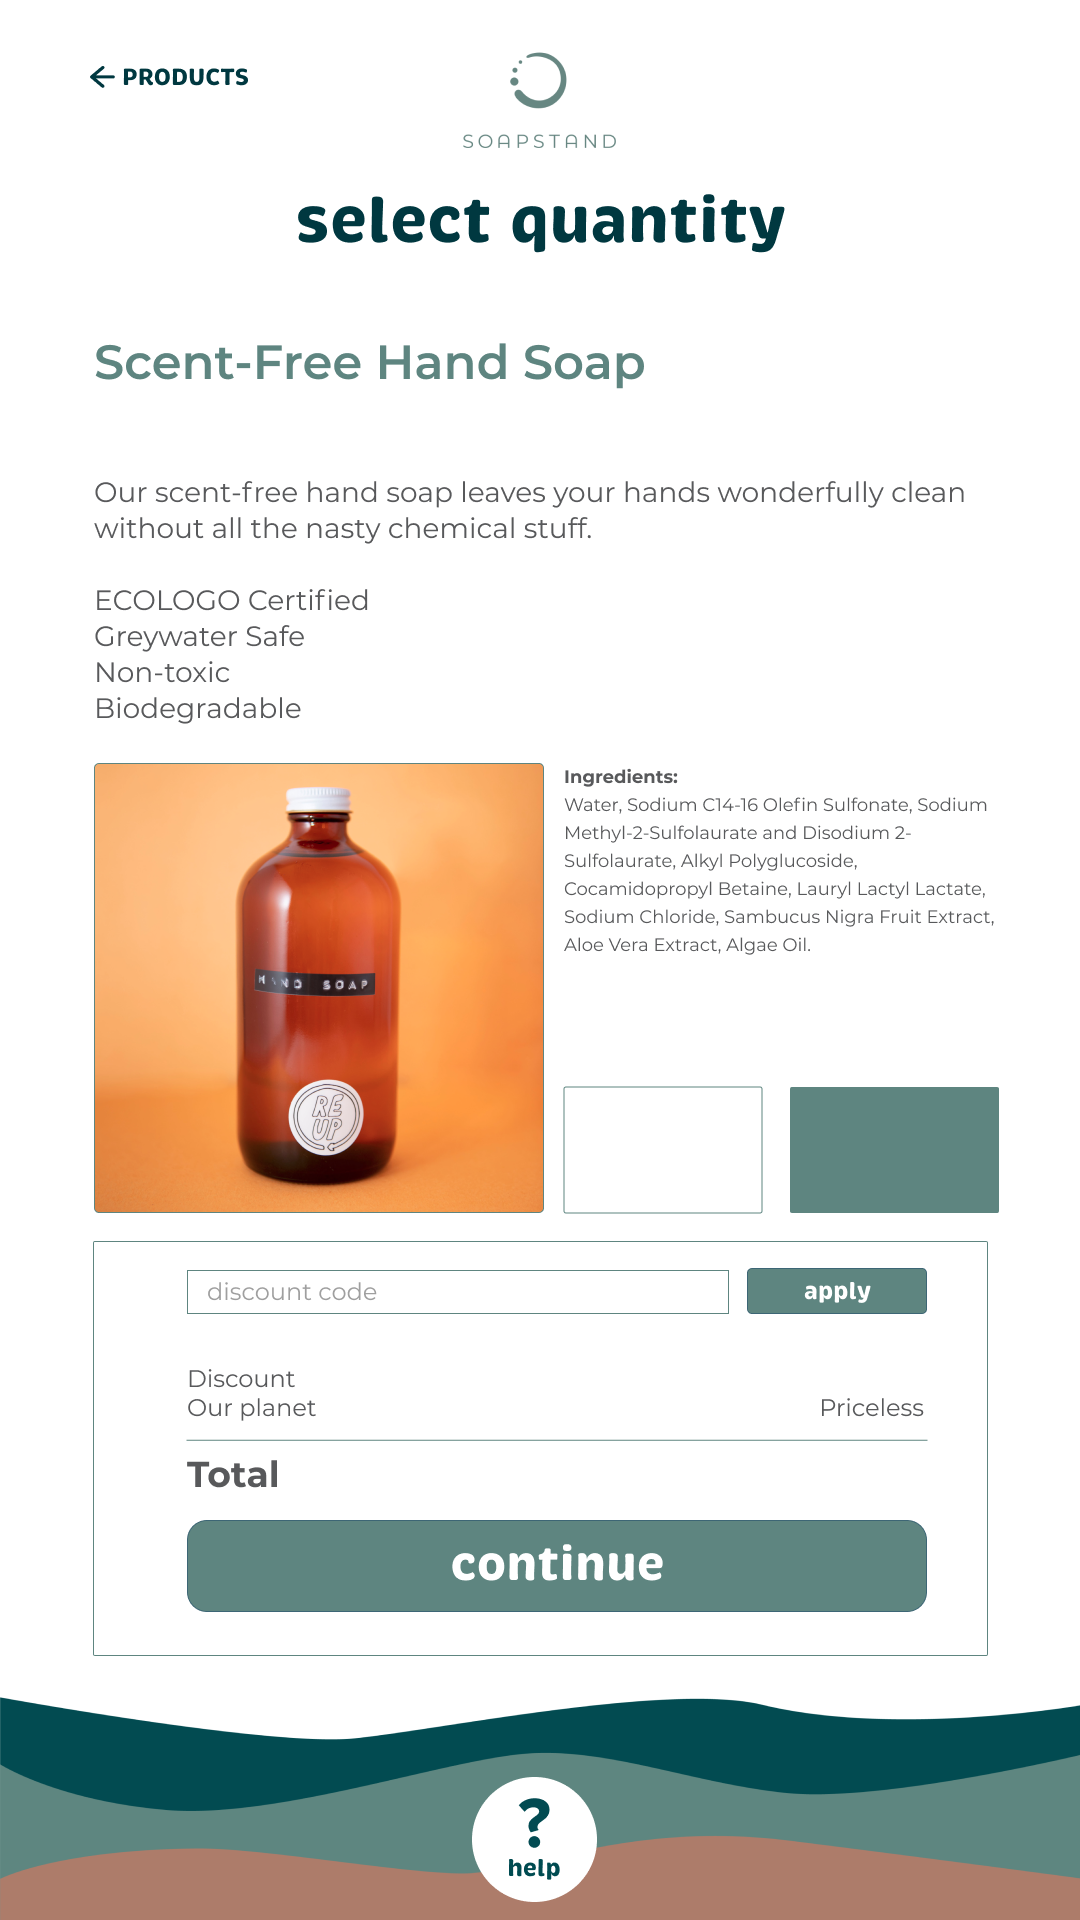 PRODUCTS
SOAPSTAND
select quantity
Scent-Free Hand Soap
Our scent-free hand soap leaves your hands wonderfully clean
without all the nasty chemical stuff.
ECOLOGO Certified
Greywater Safe
Non-toxic
Biodegradable
HAND SOAP
RE
UP
Ingredients:
Water, Sodium C14-16 Olefin Sulfonate, Sodium
Methyl-2-Sulfolaurate and Disodium 2-
Sulfolaurate, Alkyl Polyglucoside,
Cocamidopropyl Betaine, Lauryl Lactyl Lactate,
Sodium Chloride, Sambucus Nigra Fruit Extract,
Aloe Vera Extract, Algae Oil.
discount code
apply
Discount
Our planet Priceless
Total
continue
?
help